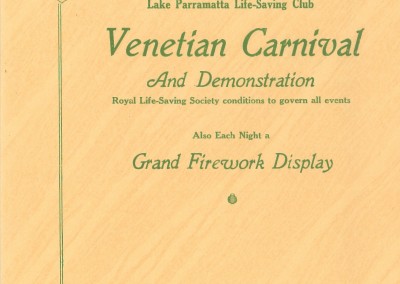 Lake Parramatta Life-Saving Club
Venetian Carnival
And Demonstration
Royal Life-Saving Society conditions to govern all events
Also Each Night a
Grand Firework Display